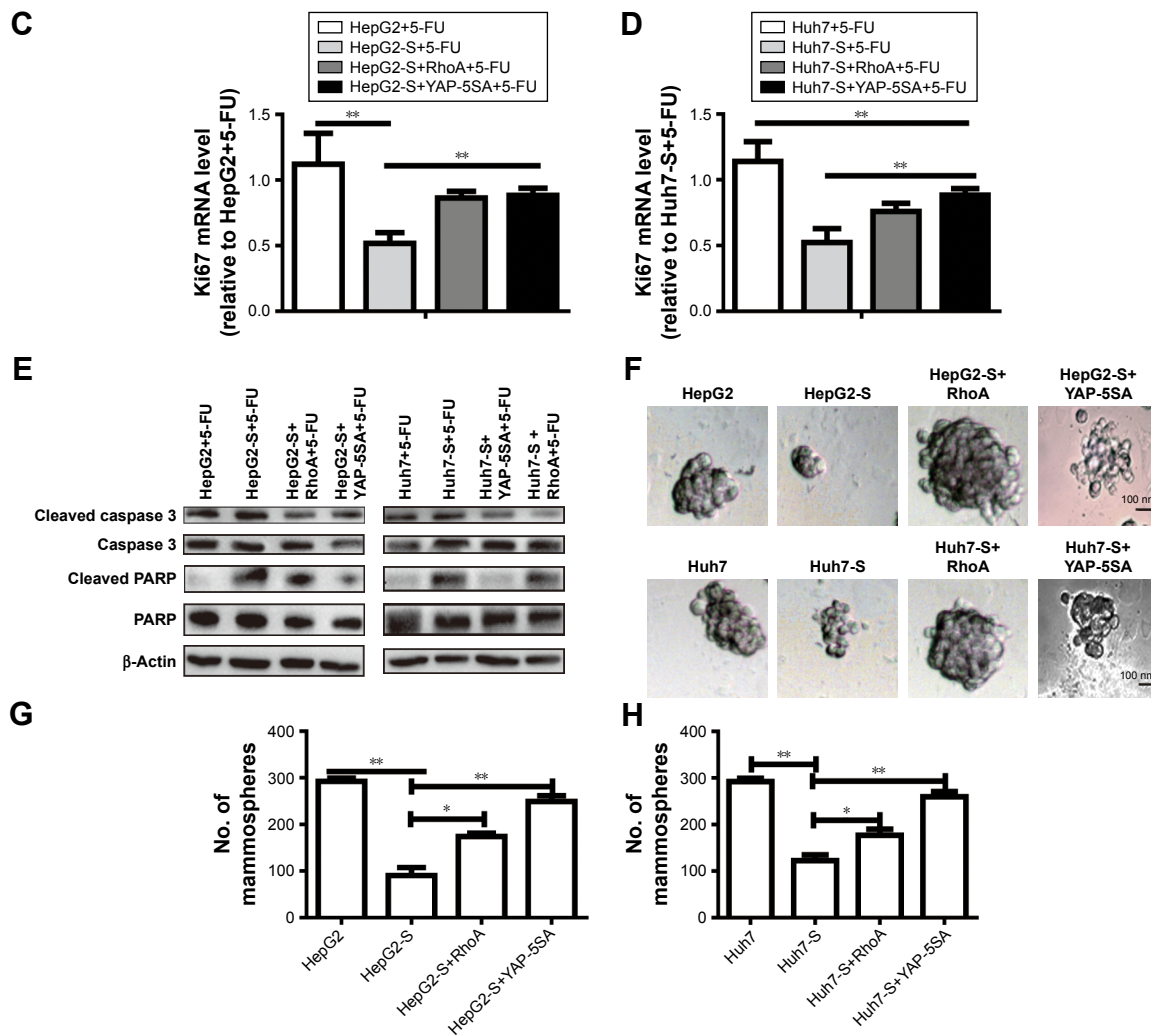 C
HepG2+5-FU
HepG2-S+5-FU
HepG2-S+RhoA+5-FU
HepG2-S+YAP-5SA+5-FU
Ki67 mRNA level
(relative to HepG2+5-FU)
1.5
1.0
0.5
0.0
**
**
D
Huh7+5-FU
Huh7-S+5-FU
Huh7-S+RhoA+5-FU
Huh7-S+YAP-5SA+5-FU
Ki67 mRNA level
(relative to Huh7-S+5-FU)
1.5
1.0
0.5
0.0
**
**
E
HepG2+5-FU
HepG2-S+5-FU
HepG2-S+
RhoA+5-FU
HepG2-S+
YAP-5SA+5-FU
Huh7+5-FU
Huh7-S+5-FU
Huh7-S+
YAP-5SA+5-FU
Huh7-S +
RhoA+5-FU
Cleaved caspase 3
Caspase 3
Cleaved PARP
PARP
β-Actin
F
HepG2
HepG2-S
HepG2-S+
RhoA
HepG2-S+
YAP-5SA
100 nm
Huh7
Huh7-S
Huh7-S+
RhoA
Huh7-S+
YAP-5SA
100 nm
G
No. of
mammospheres
400
300
200
100
0
**
**
*
HepG2
HepG2-S
HepG2-S+RhoA
HepG2-S+YAP-5SA
H
No. of
mammospheres
400
300
200
100
0
**
**
*
Huh7
Huh7-S
Huh7-S+RhoA
Huh7-S+YAP-5SA